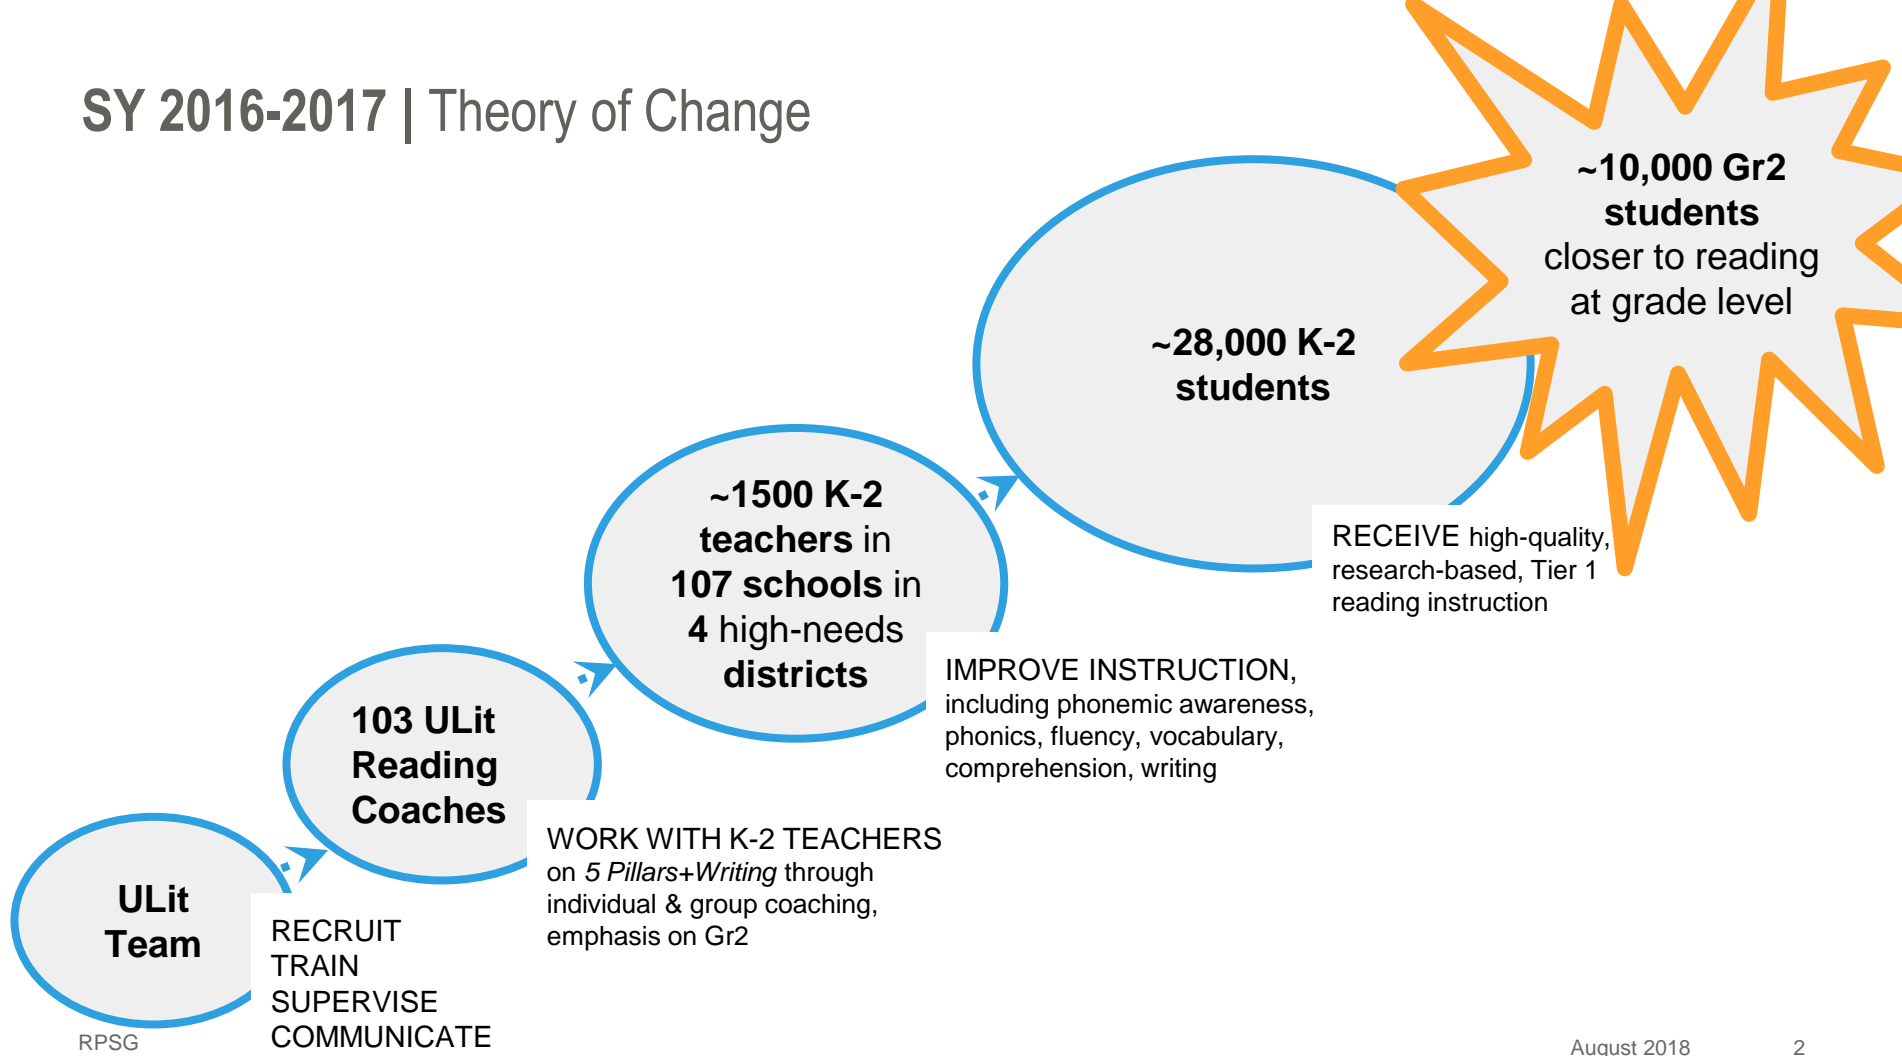 SY 2016-2017 | Theory of Change
~10,000 Gr2
students
closer to reading
at grade level
~28,000 K-2
students
RECEIVE high-quality,
research-based, Tier 1
reading instruction
~1500 K-2
teachers in
107 schools in
4 high-needs
districts
IMPROVE INSTRUCTION,
including phonemic awareness,
phonics, fluency, vocabulary,
comprehension, writing
103 ULit
Reading
Coaches
WORK WITH K-2 TEACHERS
on 5 Pillars+Writing through
individual & group coaching,
emphasis on Gr2
ULit
Team
RECRUIT
TRAIN
SUPERVISE
COMMUNICATE
RPSG
August 2018
2